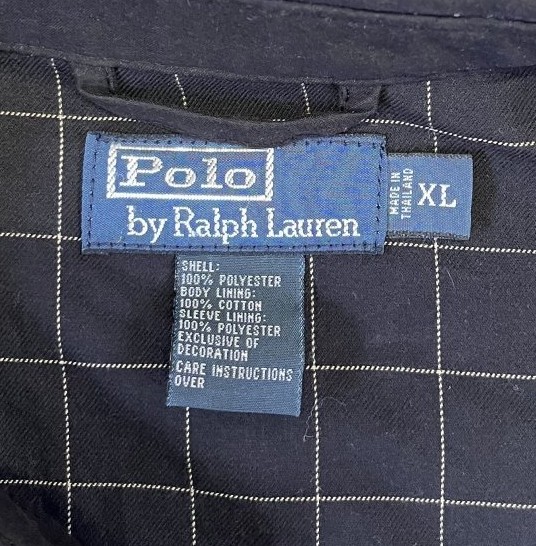 Polo
by Ralph Lauren
MADE IN
THAILAND
XL
SHELL:
100% POLYESTER
BODY LINING:
100% COTTON
SLEEVE LINING:
100% POLYESTER
EXCLUSIVE OF
DECORATION
CARE INSTRUCTIONS
OVER